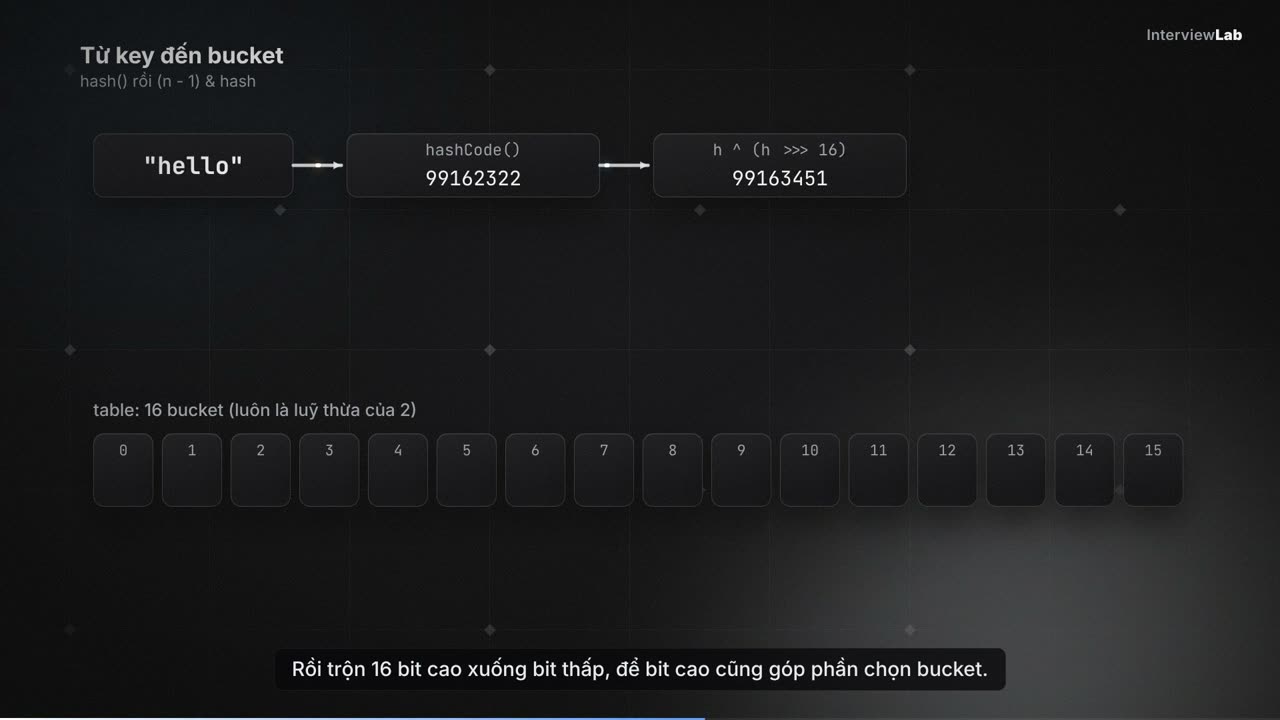 Từ key đến bucket
InterviewLab
hash() rồi (n - 1) & hash
"hello"
hashCode()
99162322
h ^ (h >>> 16)
99163451
table: 16 bucket (luôn là luỹ thừa của 2)
0 1 2 3 4 5 6 7 8 9 10 11 12 13 14 15
Rồi trộn 16 bit cao xuống bit thấp, để bit cao cũng góp phần chọn bucket.